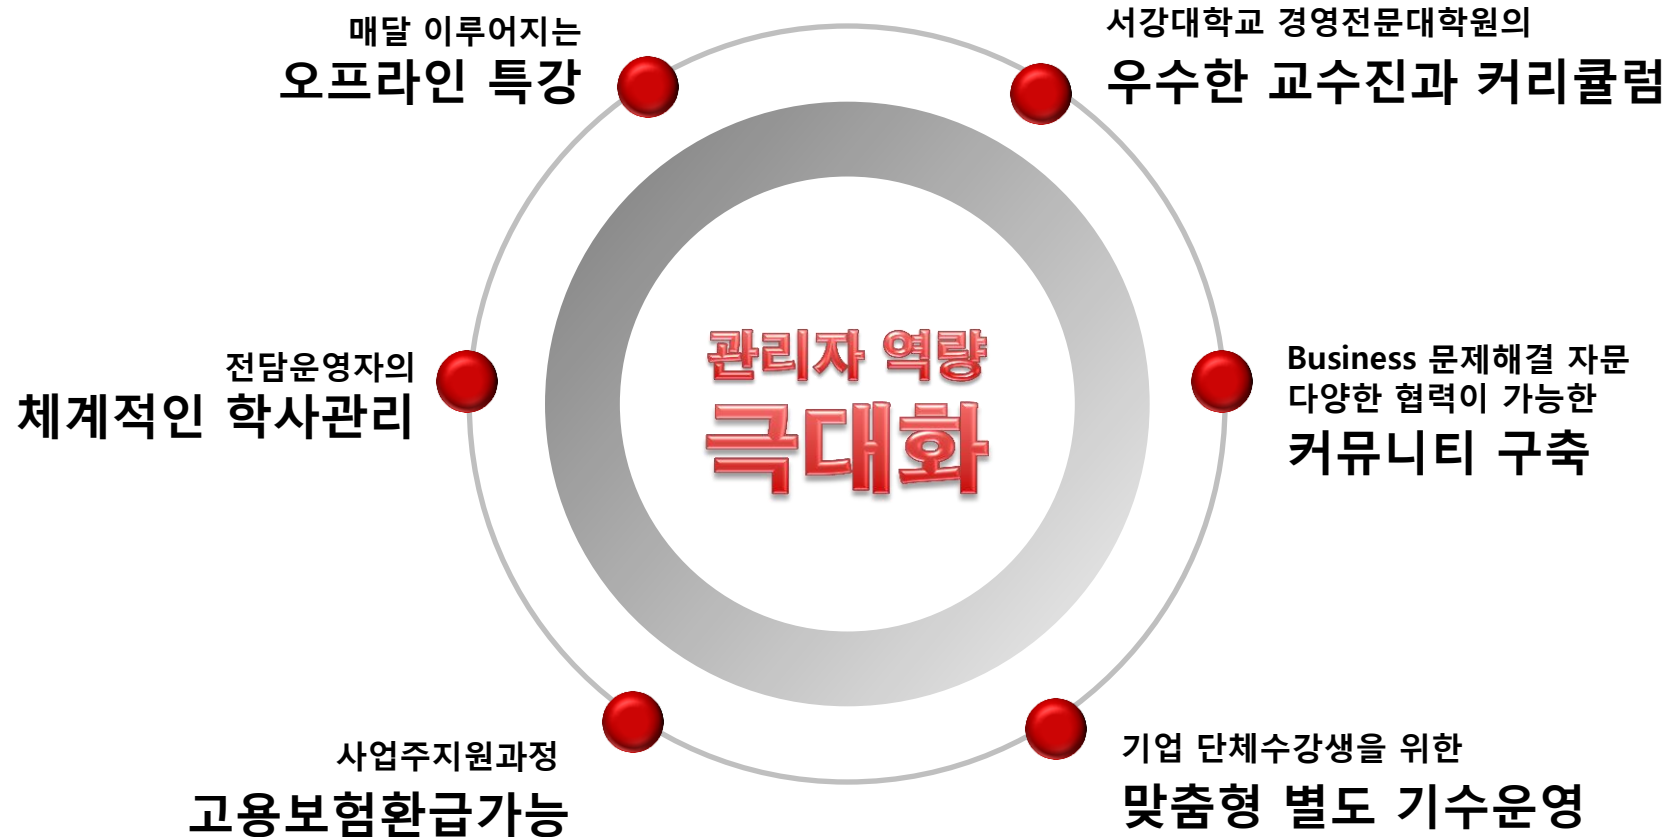 매달 이루어지는
오프라인 특강
서강대학교 경영전문대학원의
우수한 교수진과 커리큘럼
전담운영자의
체계적인 학사관리
관리자 역량
극대화
Business 문제해결 자문
다양한 협력이 가능한
커뮤니티 구축
사업주지원과정
고용보험환급가능
기업 단체수강생을 위한
맞춤형 별도 기수운영